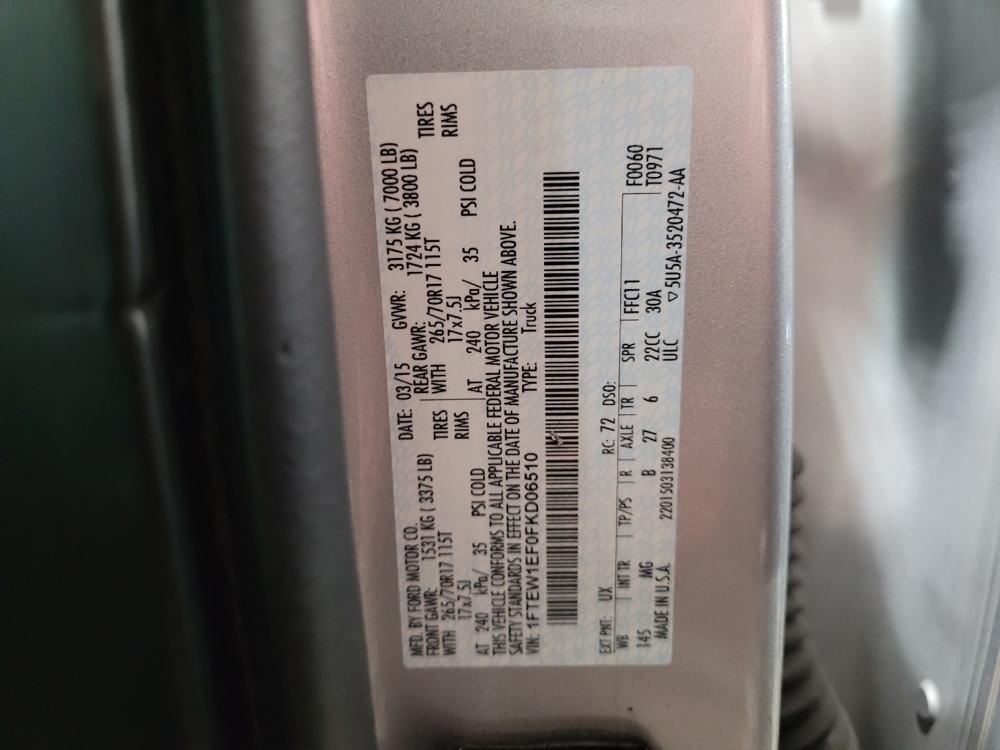 MFD. BY FORD MOTOR CO.
DATE: 03/15 GVWR: 3175 KG ( 7000 LB)
FRONT GAWR: 1531 KG ( 3375 LB) REAR GAWR: 1724 KG ( 3800 LB)
WITH 265/70R17 115T TIRES WITH 265/70R17 115T TIRES
17x7.5J RIMS 17x7.5J RIMS
AT 240 kPa/ 35 PSI COLD AT 240 kPa/ 35 PSI COLD
THIS VEHICLE CONFORMS TO ALL APPLICABLE FEDERAL MOTOR VEHICLE
SAFETY STANDARDS IN EFFECT ON THE DATE OF MANUFACTURE SHOWN ABOVE.
VIN: 1FTEW1EF0FKD06510 TYPE: Truck
EXT PNT: UX RC: 72 DSO: F0060
WB INT TR TP/PS R AXLE TR SPR FFC11 T0971
145 MG B 27 6 22CC 30A
MADE IN U.S.A. 2201503138400 ULC ▽5U5A-3520472-AA